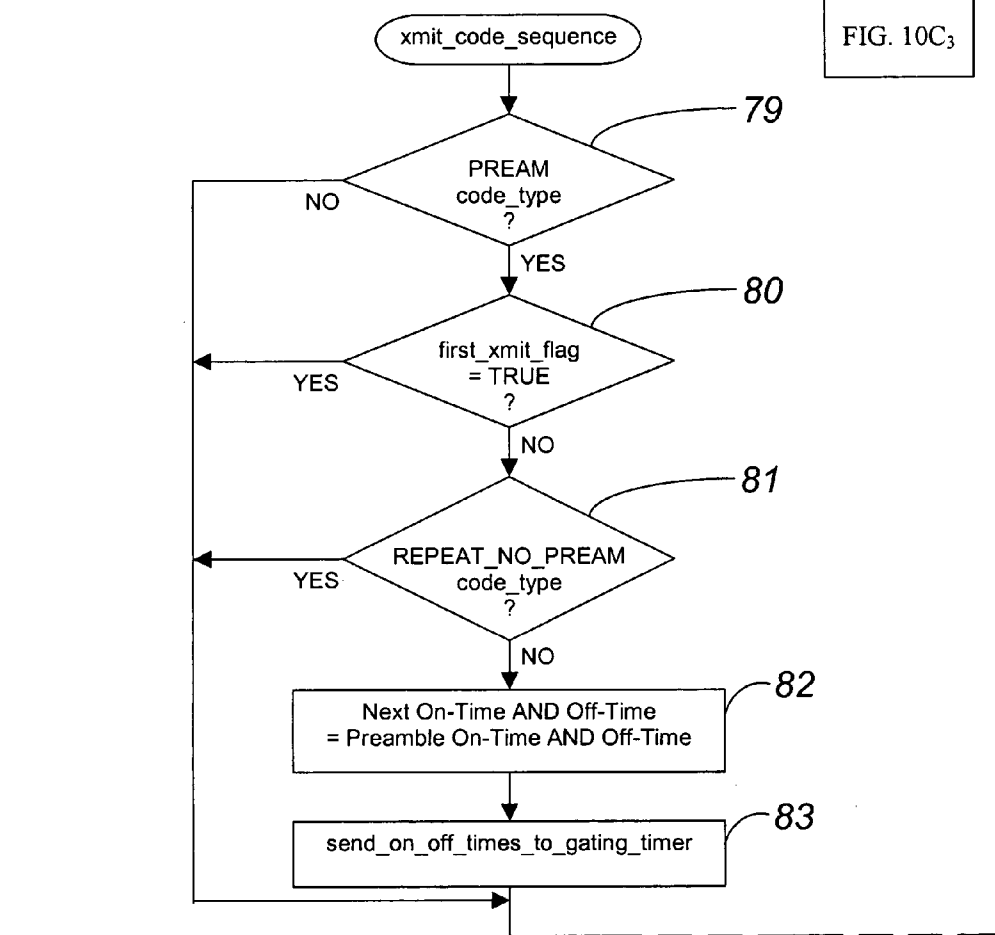 xmit_code_sequence
FIG. 10C₃
79
PREAM
code_type
?
NO
YES
80
first_xmit_flag
= TRUE
?
YES
NO
81
REPEAT_NO_PREAM
code_type
?
YES
NO
82
Next On-Time AND Off-Time
= Preamble On-Time AND Off-Time
83
send_on_off_times_to_gating_timer